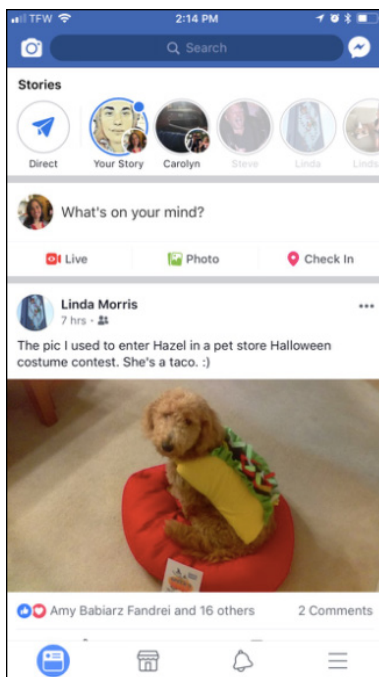 TFW 2:14 PM
Search
Stories
Direct Your Story Carolyn Steve Linda Linds
What's on your mind?
Live Photo Check In
Linda Morris
7 hrs
The pic I used to enter Hazel in a pet store Halloween
costume contest. She's a taco. :)
Amy Babiarz Fandrei and 16 others 2 Comments